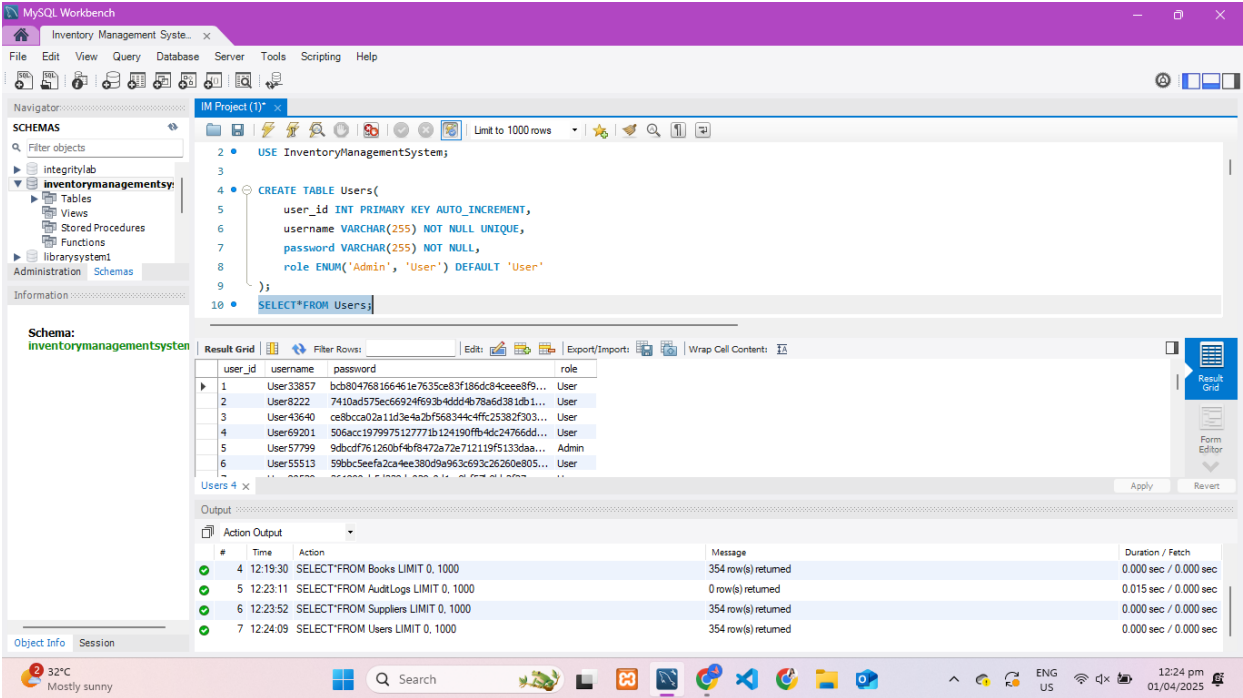 MySQL Workbench
Inventory Management Syste...
File Edit View Query Database Server Tools Scripting Help
Navigator
IM Project (1)*
SCHEMAS
Filter objects
Limit to 1000 rows
integritylab
inventorymanagementsy
Tables
Views
Stored Procedures
Functions
librarysystem1
Administration Schemas
Information
Schema:
inventorymanagementsystem
2 USE InventoryManagementSystem;
3
4 CREATE TABLE Users(
5 user_id INT PRIMARY KEY AUTO_INCREMENT,
6 username VARCHAR(255) NOT NULL UNIQUE,
7 password VARCHAR(255) NOT NULL,
8 role ENUM('Admin', 'User') DEFAULT 'User'
9 );
10 SELECT*FROM Users;
Result Grid Filter Rows: Edit: Export/Import: Wrap Cell Content:
user_id username password role
1 User33857 bcb804768166461e7635ce83f186dc84ceee8f9... User
2 User8222 7410ad575ec66924f693b4ddd4b78a6d381db1... User
3 User43640 ce8bcca02a11d3e4a2bf568344c4ffc25382f303... User
4 User69201 506acc1979975127771b124190ffb4dc24766dd... User
5 User57799 9dbcdf761260bf4bf8472a72e712119f5133daa... Admin
6 User55513 59bbc5eefa2ca4ee380d9a963c693c26260e805... User
Result Grid
Form Editor
Users 4
Apply Revert
Output
Action Output
# Time Action Message Duration / Fetch
4 12:19:30 SELECT*FROM Books LIMIT 0, 1000 354 row(s) returned 0.000 sec / 0.000 sec
5 12:23:11 SELECT*FROM AuditLogs LIMIT 0, 1000 0 row(s) returned 0.015 sec / 0.000 sec
6 12:23:52 SELECT*FROM Suppliers LIMIT 0, 1000 354 row(s) returned 0.000 sec / 0.000 sec
7 12:24:09 SELECT*FROM Users LIMIT 0, 1000 354 row(s) returned 0.000 sec / 0.000 sec
Object Info Session
2
32°C
Mostly sunny
Search
ENG
US
12:24 pm
01/04/2025